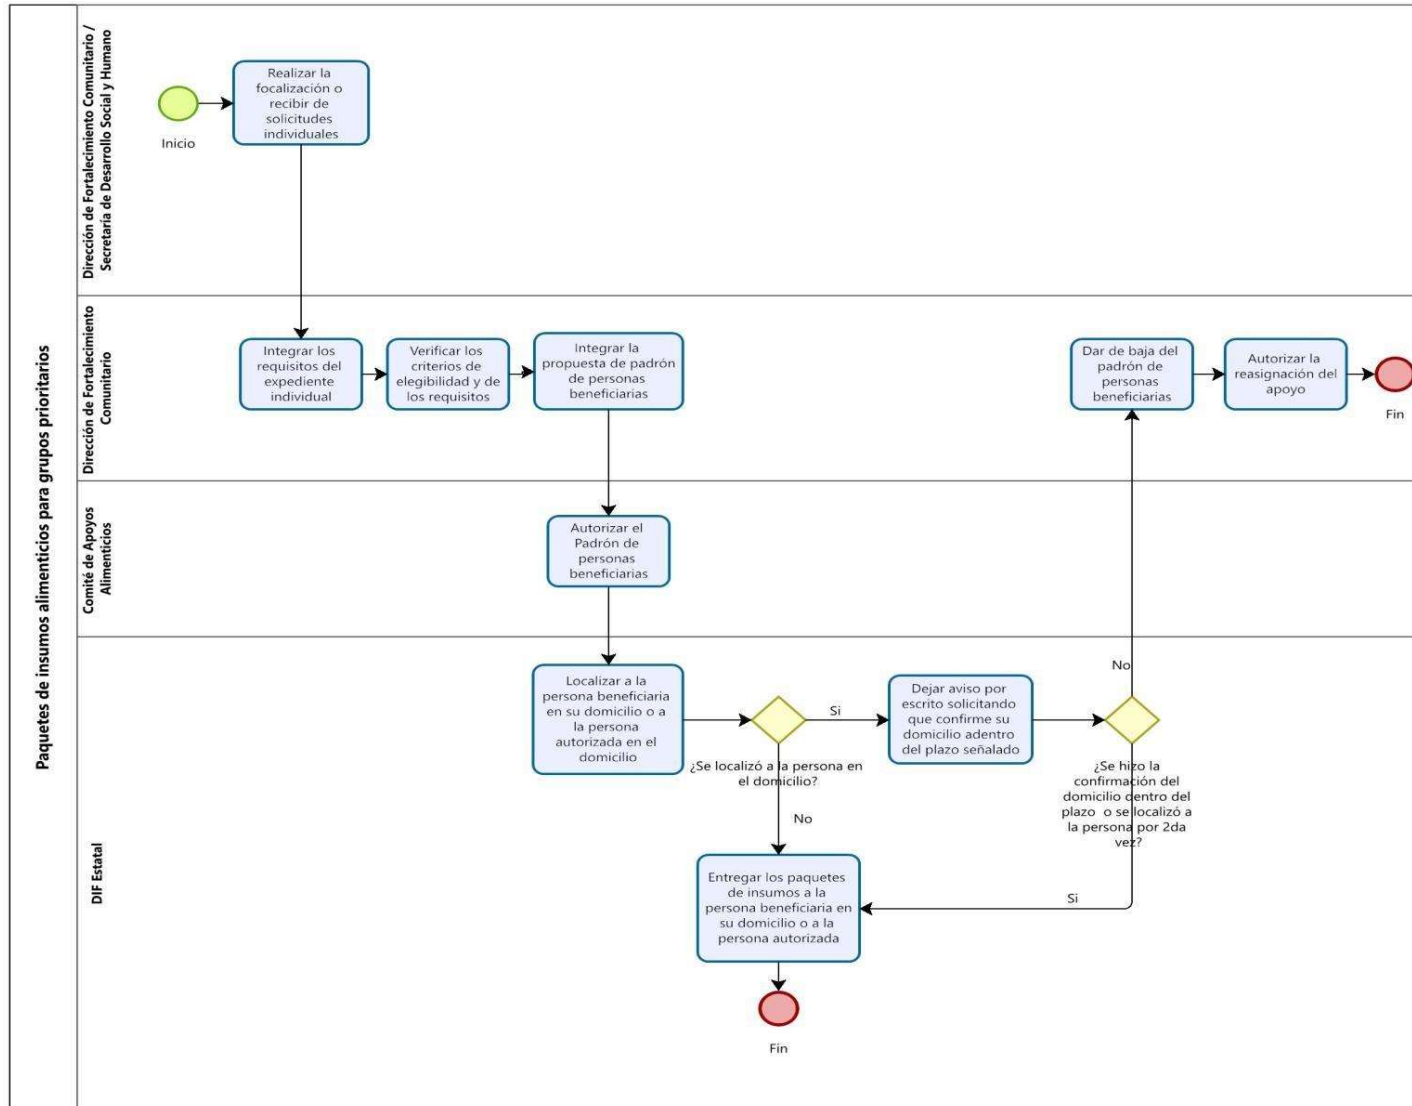 Paquetes de insumos alimenticios para grupos prioritarios
Dirección de Fortalecimiento Comunitario /
Secretaría de Desarrollo Social y Humano
Inicio
Realizar la
focalización o
recibir de
solicitudes
individuales
Dirección de Fortalecimiento
Comunitario
Integrar los
requisitos del
expediente
individual
Verificar los
criterios de
elegibilidad y de
los requisitos
Integrar la
propuesta de padrón
de personas
beneficiarias
Dar de baja del
padrón de
personas
beneficiarias
Autorizar la
reasignación del
apoyo
Fin
Comité de Apoyos
Alimenticios
Autorizar el
Padrón de
personas
beneficiarias
DIF Estatal
Localizar a la
persona beneficiaria
en su domicilio o a
la persona
autorizada en el
domicilio
¿Se localizó a la persona en
el domicilio?
Si
No
Dejar aviso por
escrito solicitando
que confirme su
domicilio adentro
del plazo señalado
No
¿Se hizo la
confirmación del
domicilio dentro del
plazo o se localizó a
la persona por 2da
vez?
Si
Entregar los paquetes
de insumos a la
persona beneficiaria en
su domicilio o a la
persona autorizada
Fin